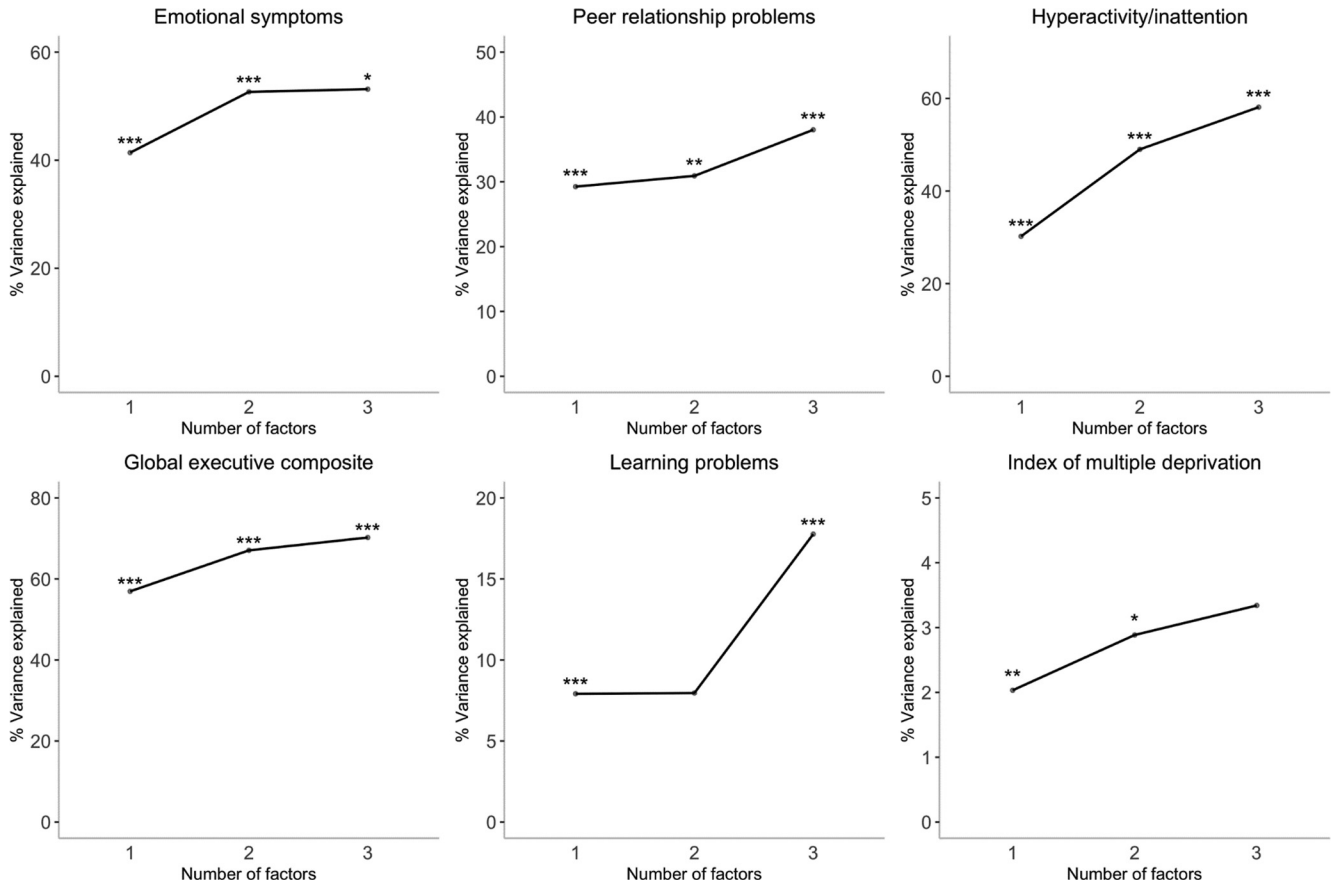 Emotional symptoms
% Variance explained
60
40
20
0
***
***
*
1 2 3
Number of factors
Peer relationship problems
% Variance explained
50
40
30
20
10
0
***
**
***
1 2 3
Number of factors
Hyperactivity/inattention
% Variance explained
60
40
20
0
***
***
***
1 2 3
Number of factors
Global executive composite
% Variance explained
80
60
40
20
0
***
***
***
1 2 3
Number of factors
Learning problems
% Variance explained
20
15
10
5
0
***
***
1 2 3
Number of factors
Index of multiple deprivation
% Variance explained
5
4
3
2
1
0
**
*
1 2 3
Number of factors